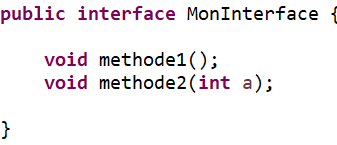 public interface MonInterface {
void methode1();
void methode2(int a);
}